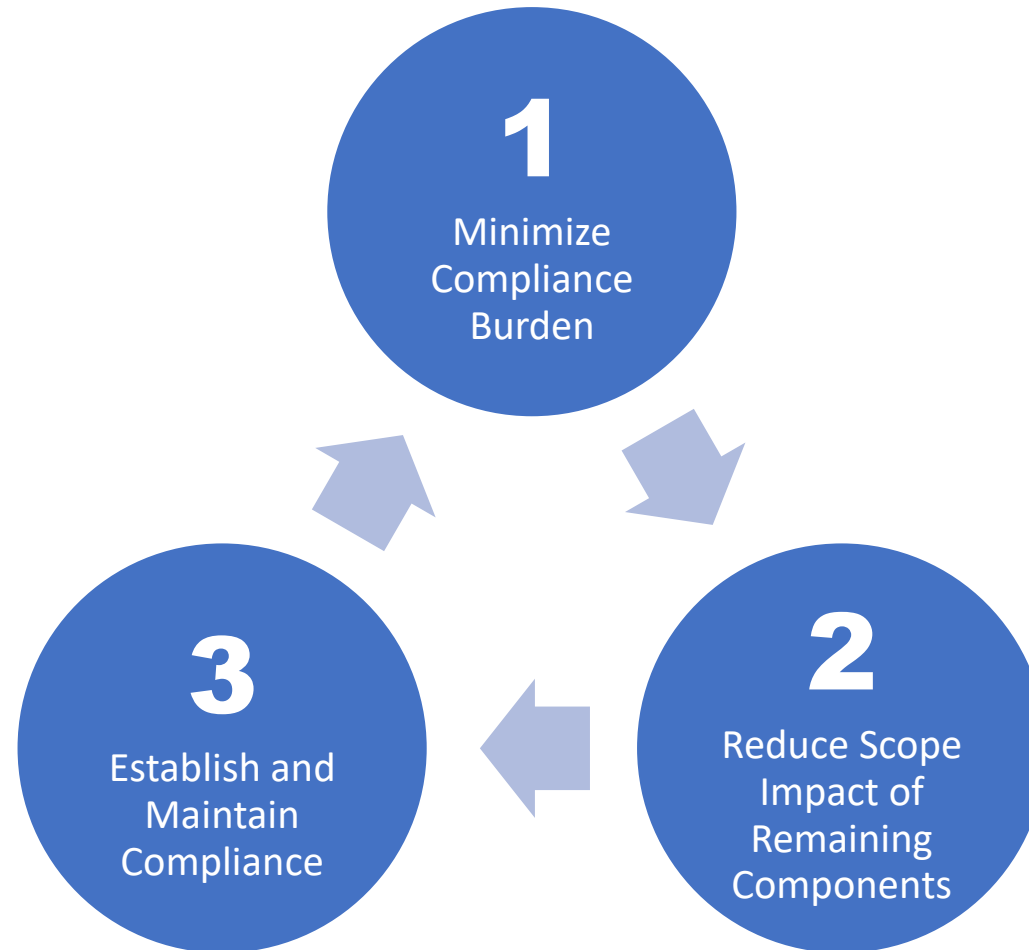 1
Minimize
Compliance
Burden
2
Reduce Scope
Impact of
Remaining
Components
3
Establish and
Maintain
Compliance